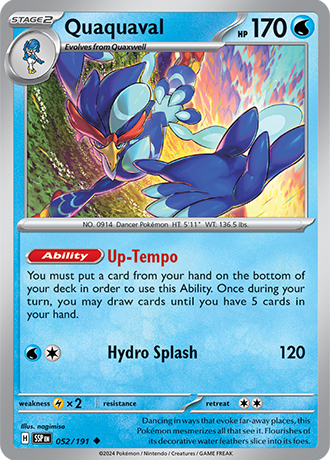 STAGE2 Quaquaval HP 170
Evolves from Quaxwell
NO. 0914 Dancer Pokémon HT: 5'11" WT: 136.5 lbs.
Ability Up-Tempo
You must put a card from your hand on the bottom of
your deck in order to use this Ability. Once during your
turn, you may draw cards until you have 5 cards in
your hand.
Hydro Splash 120
weakness ×2 resistance retreat
Illus. nagimiso
Dancing in ways that evoke far-away places, this
Pokémon mesmerizes all that see it. Flourishes of
its decorative water feathers slice into its foes.
H SSP EN 052/191
©2024 Pokémon / Nintendo / Creatures / GAME FREAK